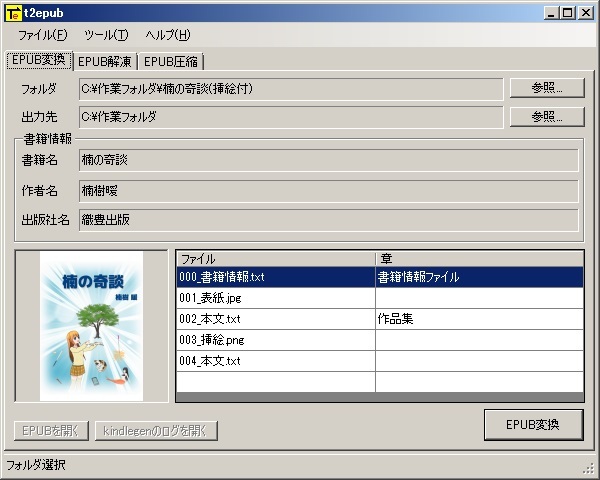 t2epub
ファイル(F) ツール(T) ヘルプ(H)
EPUB変換 EPUB解凍 EPUB圧縮
フォルダ C:¥作業フォルダ¥楠の奇談(挿絵付) 参照...
出力先 C:¥作業フォルダ 参照...
書籍情報
書籍名 楠の奇談
作者名 楠樹暖
出版社名 織豊出版
楠の奇談
楠樹 暖
ファイル 章
000_書籍情報.txt 書籍情報ファイル
001_表紙.jpg
002_本文.txt 作品集
003_挿絵.png
004_本文.txt
EPUBを開く kindlegenのログを開く EPUB変換
フォルダ選択